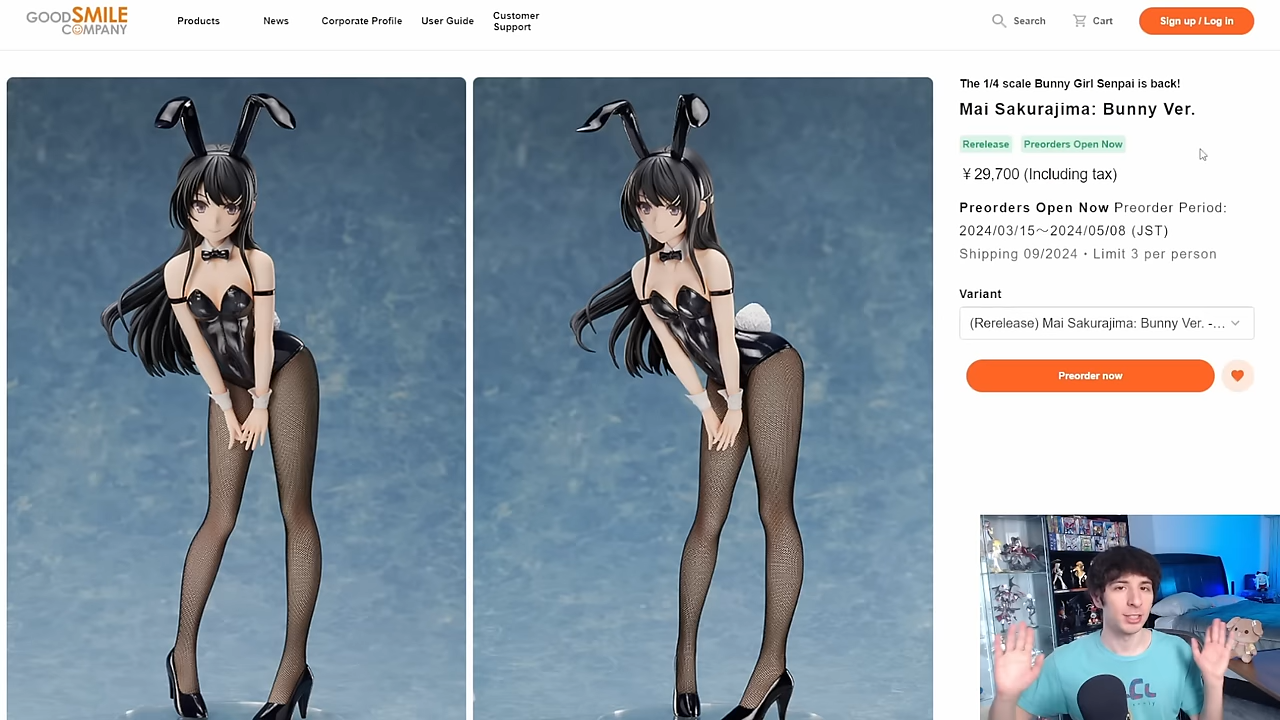 GOODSMILE
COMPANY
Products
News
Corporate Profile
User Guide
Customer
Support
Search
Cart
Sign up / Log in
The 1/4 scale Bunny Girl Senpai is back!
Mai Sakurajima: Bunny Ver.
Rerelease
Preorders Open Now
￥29,700 (Including tax)
Preorders Open Now Preorder Period:
2024/03/15～2024/05/08 (JST)
Shipping 09/2024・Limit 3 per person
Variant
(Rerelease) Mai Sakurajima: Bunny Ver. -...
Preorder now